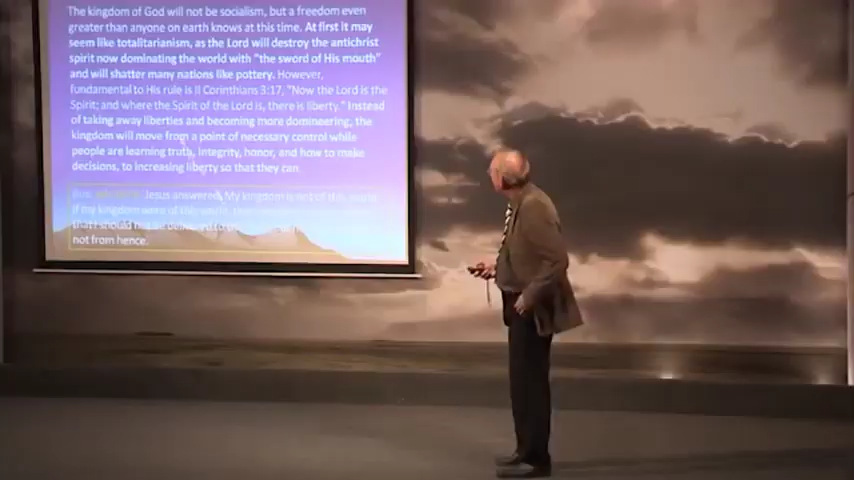 The kingdom of God will not be socialism, but a freedom even
greater than anyone on earth knows at this time. At first it may
seem like totalitarianism, as the Lord will destroy the antichrist
spirit now dominating the world with "the sword of His mouth"
and will shatter many nations like pottery. However,
fundamental to His rule is II Corinthians 3:17, "Now the Lord is the
Spirit; and where the Spirit of the Lord is, there is liberty." Instead
of taking away liberties and becoming more domineering, the
kingdom will move from a point of necessary control while
people are learning truth, integrity, honor, and how to make
decisions, to increasing liberty so that they can.
Jesus answered, My kingdom is not of this world:
if my kingdom were of this world,
that I should not be
not from hence.